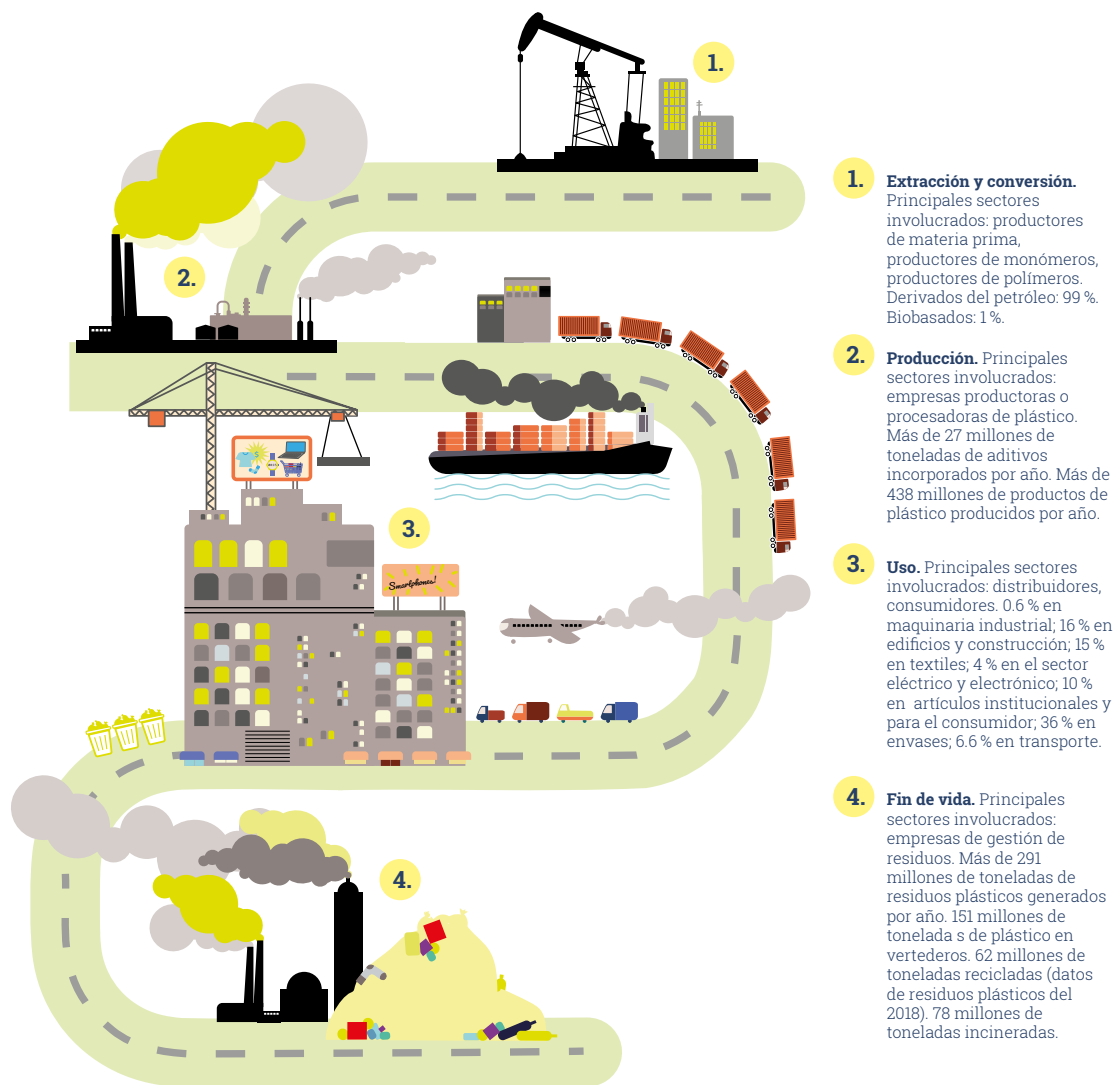 1.
2.
3.
Smartphones!
4.
1.
Extracción y conversión.
Principales sectores
involucrados: productores
de materia prima,
productores de monómeros,
productores de polímeros.
Derivados del petróleo: 99 %.
Biobasados: 1 %.
2.
Producción. Principales
sectores involucrados:
empresas productoras o
procesadoras de plástico.
Más de 27 millones de
toneladas de aditivos
incorporados por año. Más de
438 millones de productos de
plástico producidos por año.
3.
Uso. Principales sectores
involucrados: distribuidores,
consumidores. 0.6 % en
maquinaria industrial; 16 % en
edificios y construcción; 15 %
en textiles; 4 % en el sector
eléctrico y electrónico; 10 %
en artículos institucionales y
para el consumidor; 36 % en
envases; 6.6 % en transporte.
4.
Fin de vida. Principales
sectores involucrados:
empresas de gestión de
residuos. Más de 291
millones de toneladas de
residuos plásticos generados
por año. 151 millones de
tonelada s de plástico en
vertederos. 62 millones de
toneladas recicladas (datos
de residuos plásticos del
2018). 78 millones de
toneladas incineradas.